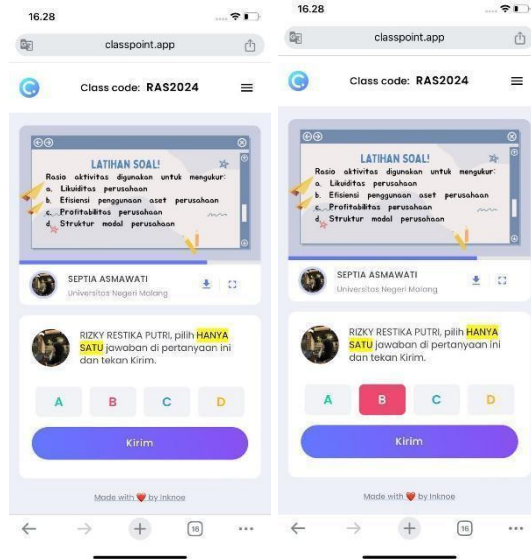 16.28
classpoint.app
Class code: RAS2024
LATIHAN SOAL!
Rasio aktivitas digunakan untuk mengukur:
a. Likuiditas perusahaan
b. Efisiensi penggunaan aset perusahaan
c. Profitabilitas perusahaan
d. Struktur modal perusahaan
SEPTIA ASMAWATI
Universitas Negeri Malang
RIZKY RESTIKA PUTRI, pilih HANYA
SATU jawaban di pertanyaan ini
dan tekan Kirim.
A B C D
Kirim
Made with ❤ by Inknoe
16
16.28
classpoint.app
Class code: RAS2024
LATIHAN SOAL!
Rasio aktivitas digunakan untuk mengukur:
a. Likuiditas perusahaan
b. Efisiensi penggunaan aset perusahaan
c. Profitabilitas perusahaan
d. Struktur modal perusahaan
SEPTIA ASMAWATI
Universitas Negeri Malang
RIZKY RESTIKA PUTRI, pilih HANYA
SATU jawaban di pertanyaan ini
dan tekan Kirim.
A B C D
Kirim
Made with ❤ by Inknoe
16